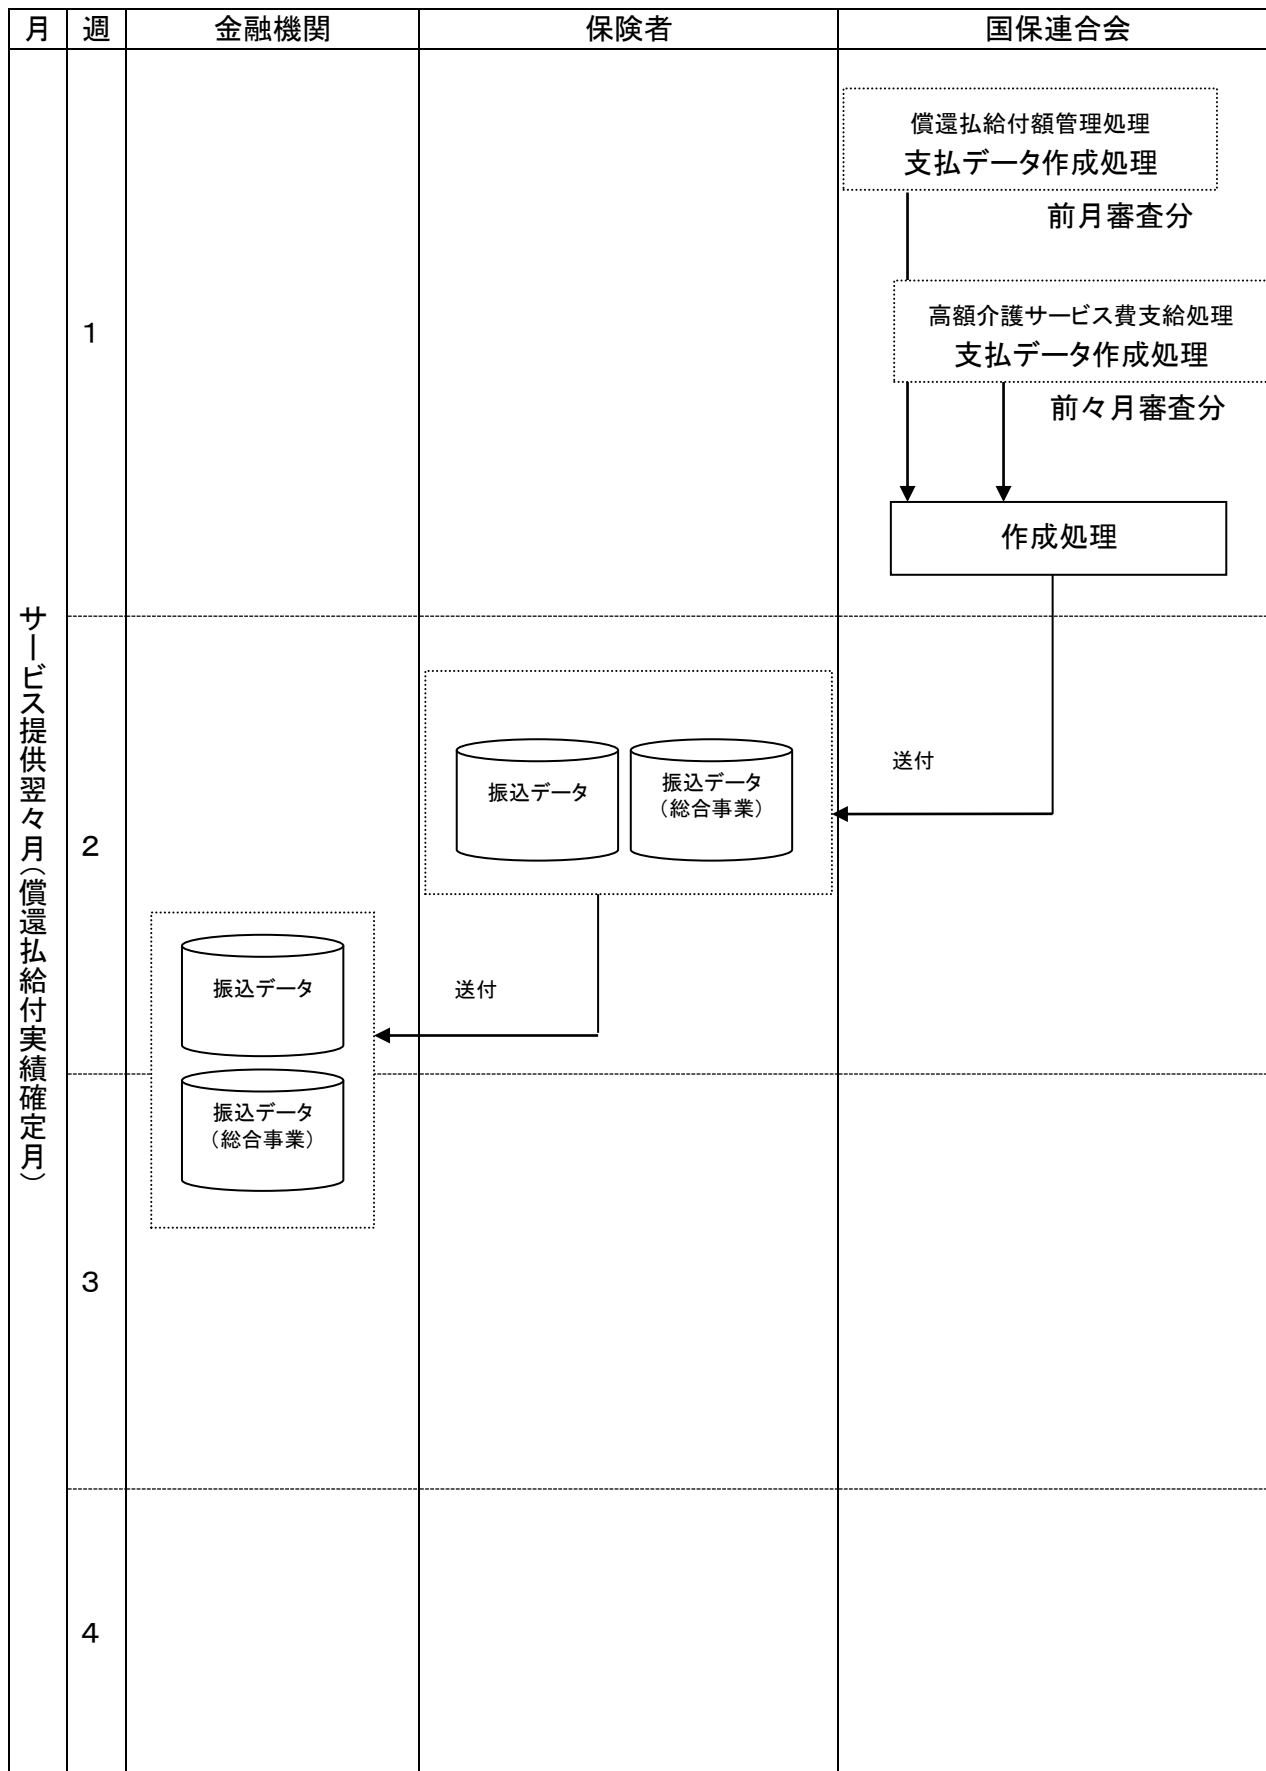 月
週
金融機関
保険者
国保連合会
償還払給付額管理処理
支払データ作成処理
前月審査分
高額介護サービス費支給処理
支払データ作成処理
前々月審査分
作成処理
1
サービス提供翌々月（償還払給付実績確定月）
2
振込データ
振込データ
（総合事業）
送付
振込データ
送付
振込データ
（総合事業）
3
4